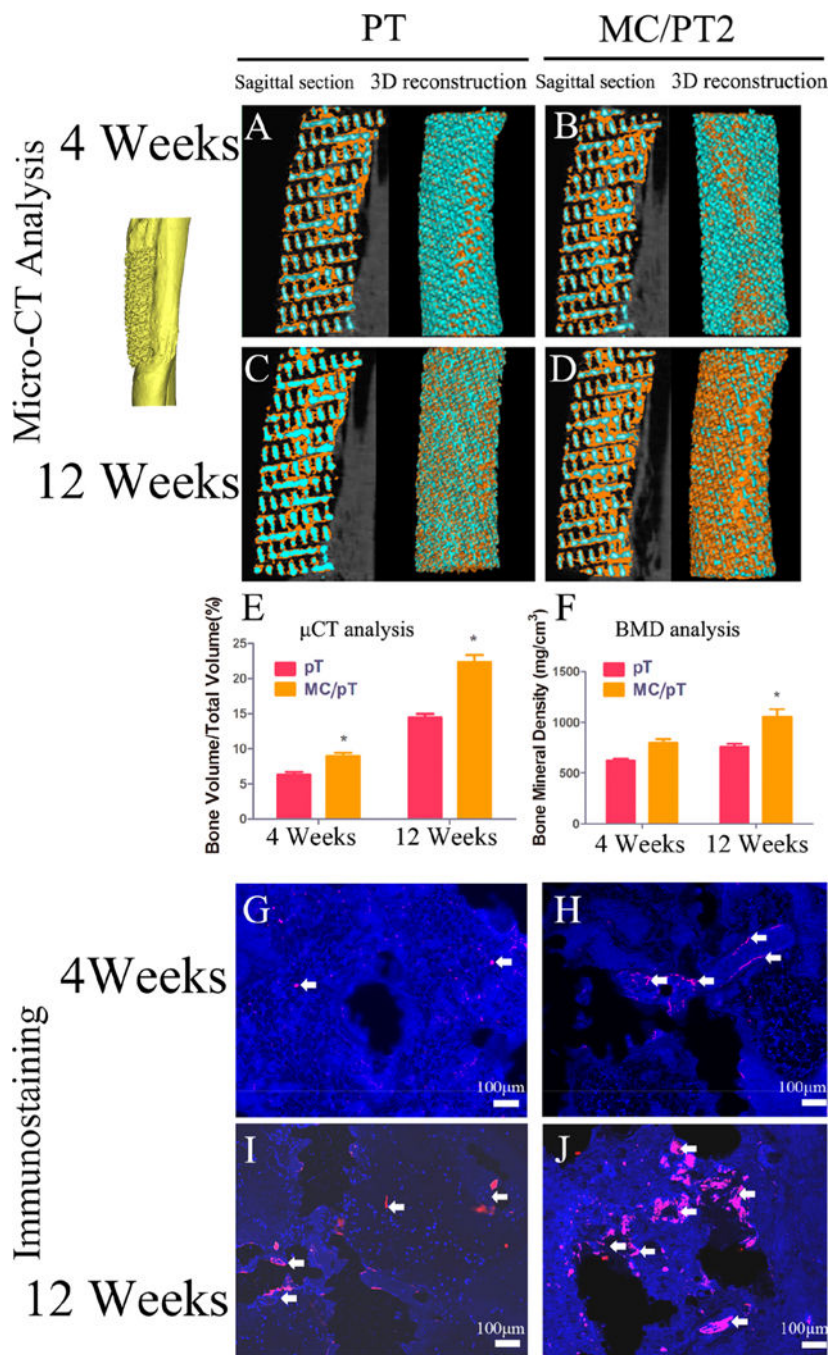 PT
MC/PT2
Sagittal section
3D reconstruction
Sagittal section
3D reconstruction
Micro-CT Analysis
4 Weeks
A
B
12 Weeks
C
D
E
μCT analysis
Bone Volume/Total Volume(%)
25
20
15
10
5
0
pT
MC/pT
*
*
4 Weeks
12 Weeks
F
BMD analysis
Bone Mineral Density (mg/cm³)
1500
1000
500
0
pT
MC/pT
*
4 Weeks
12 Weeks
Immunostaining
4Weeks
G
100μm
H
100μm
12 Weeks
I
100μm
J
100μm